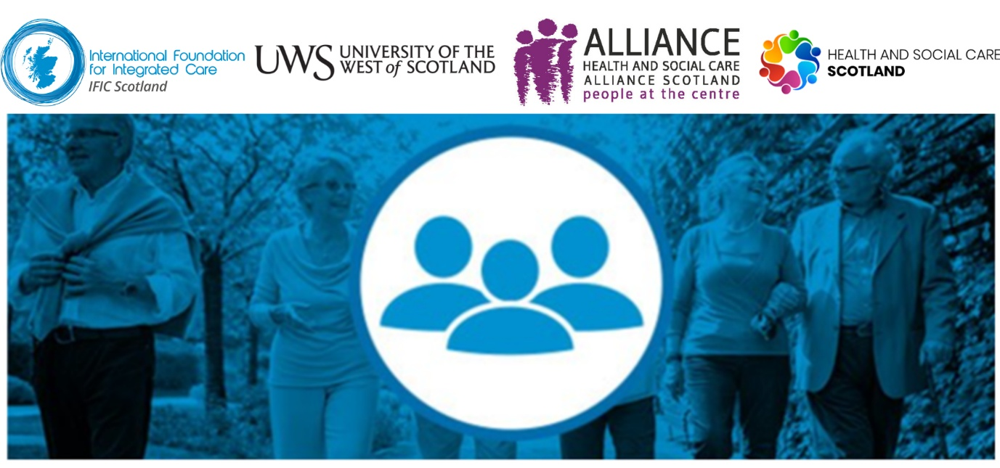 International Foundation
for Integrated Care
IFIC Scotland
UWS UNIVERSITY OF THE
WEST of SCOTLAND
ALLIANCE
HEALTH AND SOCIAL CARE
ALLIANCE SCOTLAND
people at the centre
HEALTH AND SOCIAL CARE
SCOTLAND